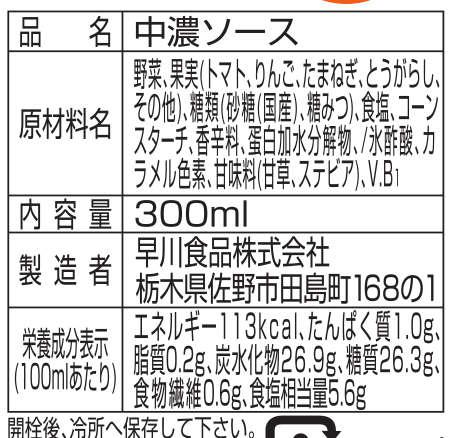 品名 中濃ソース
原材料名
野菜、果実(トマト、りんご、たまねぎ、とうがらし、
その他)、糖類(砂糖(国産)、糖みつ)、食塩、コーン
スターチ、香辛料、蛋白加水分解物、/氷酢酸、カ
ラメル色素、甘味料(甘草、ステビア)、V.B1
内容量 300ml
製造者
早川食品株式会社
栃木県佐野市田島町168の1
栄養成分表示
(100mlあたり)
エネルギー113kcal、たんぱく質1.0g、
脂質0.2g、炭水化物26.9g、糖質26.3g、
食物繊維0.6g、食塩相当量5.6g
開栓後、冷所へ保存して下さい。